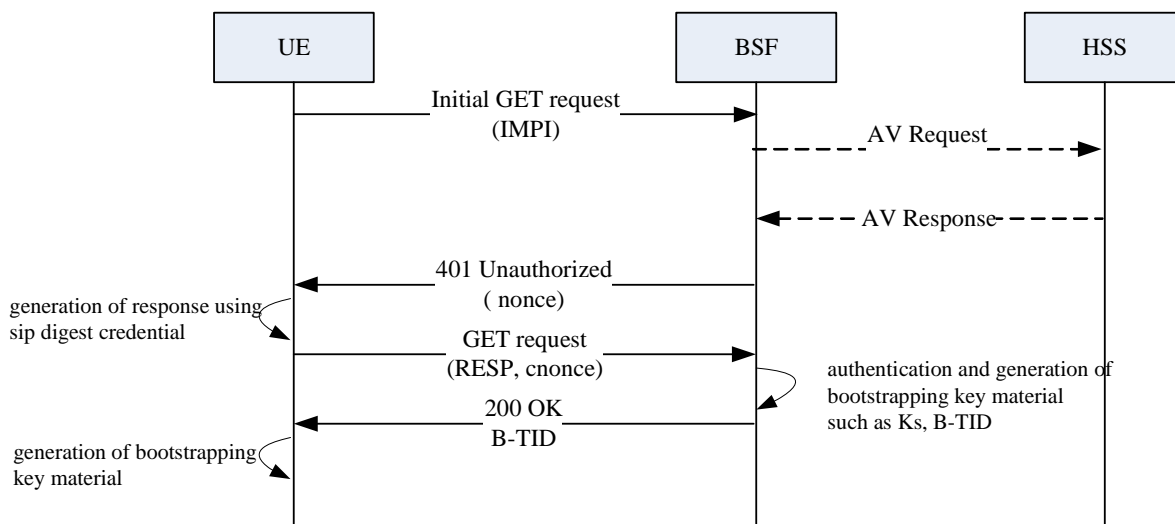 UE
BSF
HSS
Initial GET request
(IMPI)
AV Request
AV Response
401 Unauthorized
( nonce)
generation of response using
sip digest credential
GET request
(RESP, cnonce)
authentication and generation of
bootstrapping key material
such as Ks, B-TID
200 OK
B-TID
generation of bootstrapping
key material